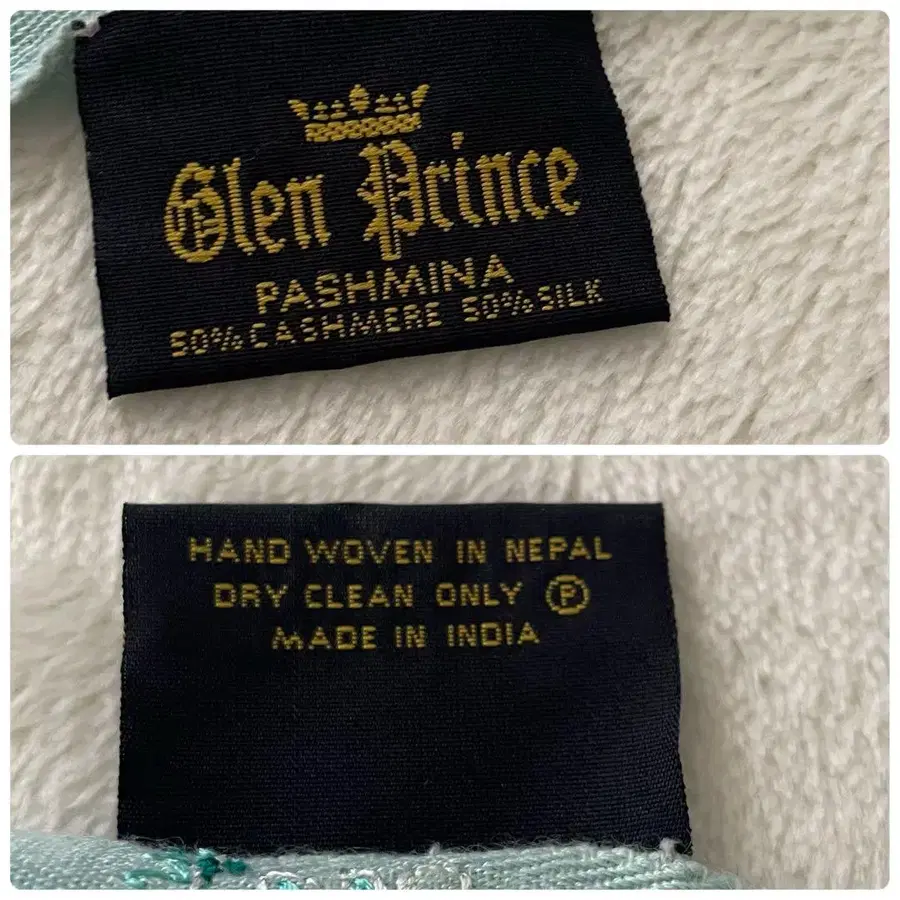 Glen Prince
PASHMINA
50% CASHMERE 50% SILK
HAND WOVEN IN NEPAL
DRY CLEAN ONLY Ⓟ
MADE IN INDIA